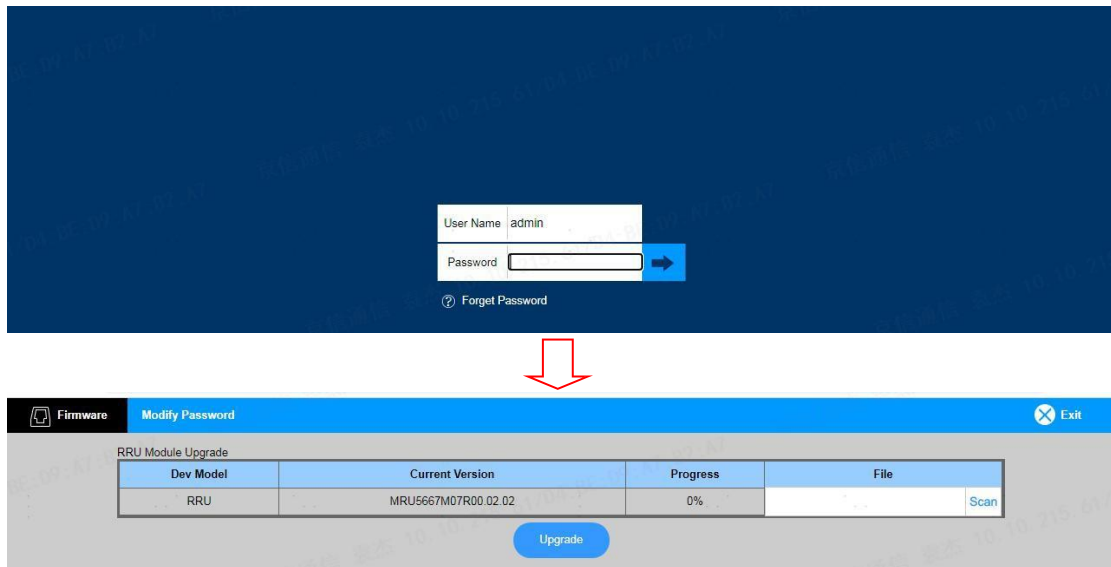 User Name admin
Password
Forget Password
Firmware Modify Password Exit
RRU Module Upgrade
Dev Model Current Version Progress File
RRU MRU5667M07R00.02.02 0% Scan
Upgrade